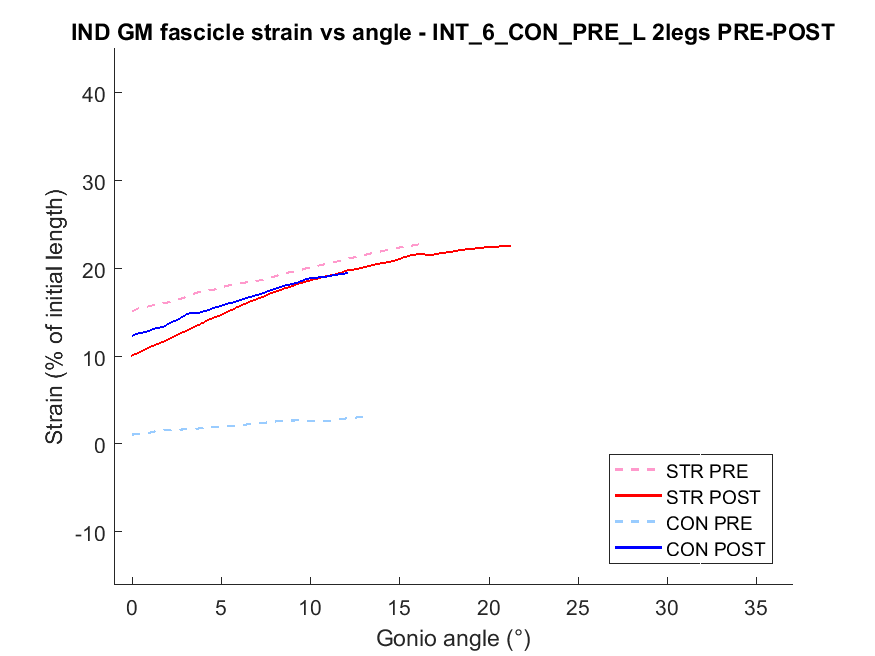 IND GM fascicle strain vs angle - INT_6_CON_PRE_L 2legs PRE-POST
Strain (% of initial length)
40
30
20
10
0
-10
0 5 10 15 20 25 30 35
Gonio angle (°)
STR PRE
STR POST
CON PRE
CON POST